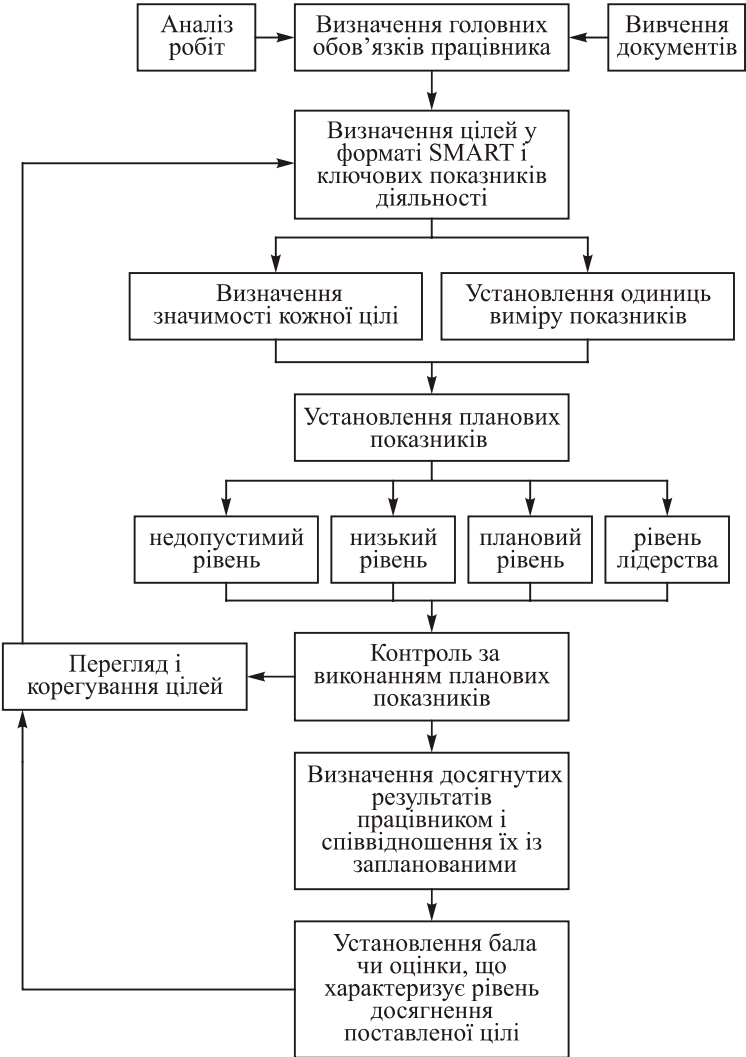 Аналіз
робіт
Визначення головних
обов’язків працівника
Вивчення
документів
Визначення цілей у
форматі SMART і
ключових показників
діяльності
Визначення
значимості кожної цілі
Установлення одиниць
виміру показників
Установлення планових
показників
недопустимий
рівень
низький
рівень
плановий
рівень
рівень
лідерства
Перегляд і
корегування цілей
Контроль за
виконанням планових
показників
Визначення досягнутих
результатів
працівником і
співвідношення їх із
запланованими
Установлення бала
чи оцінки, що
характеризує рівень
досягнення
поставленої цілі